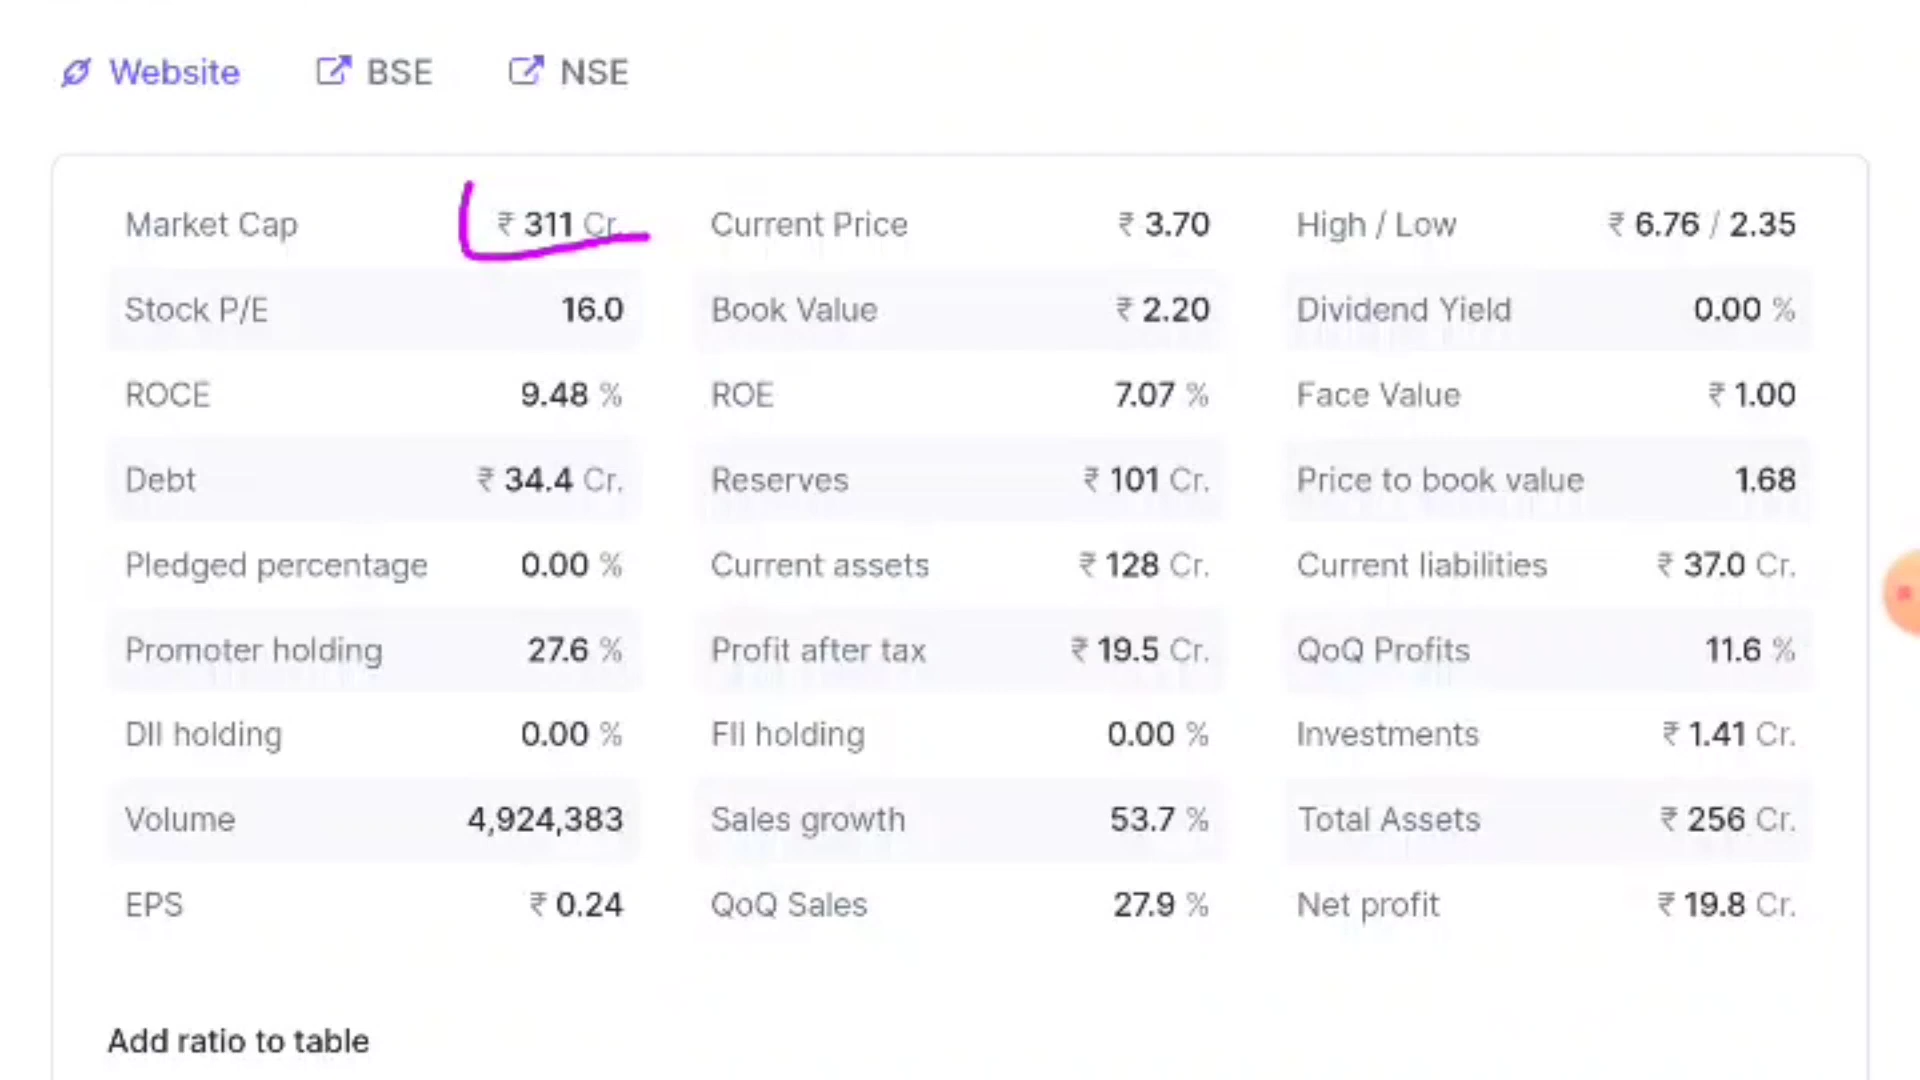 Website BSE NSE
Market Cap ₹ 311 Cr. Current Price ₹ 3.70 High / Low ₹ 6.76 / 2.35
Stock P/E 16.0 Book Value ₹ 2.20 Dividend Yield 0.00 %
ROCE 9.48 % ROE 7.07 % Face Value ₹ 1.00
Debt ₹ 34.4 Cr. Reserves ₹ 101 Cr. Price to book value 1.68
Pledged percentage 0.00 % Current assets ₹ 128 Cr. Current liabilities ₹ 37.0 Cr.
Promoter holding 27.6 % Profit after tax ₹ 19.5 Cr. QoQ Profits 11.6 %
DII holding 0.00 % FII holding 0.00 % Investments ₹ 1.41 Cr.
Volume 4,924,383 Sales growth 53.7 % Total Assets ₹ 256 Cr.
EPS ₹ 0.24 QoQ Sales 27.9 % Net profit ₹ 19.8 Cr.
Add ratio to table